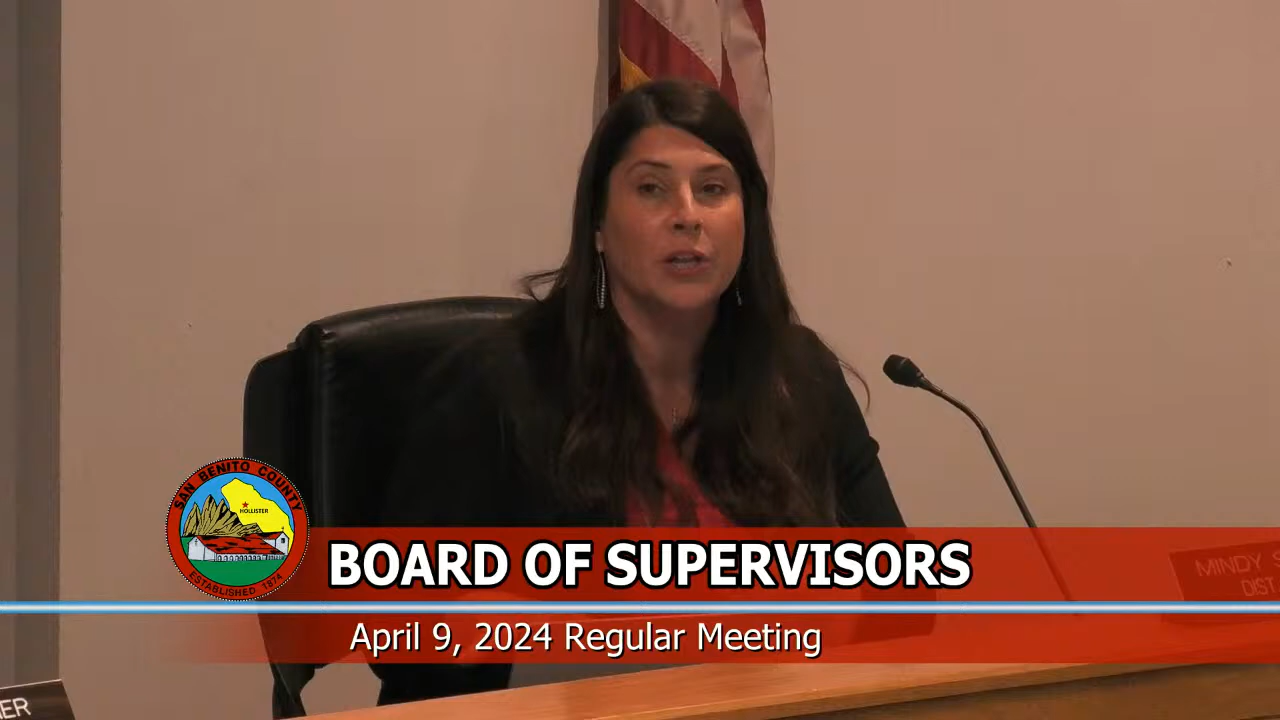 SAN BENITO COUNTY
HOLLISTER
ESTABLISHED 1874
BOARD OF SUPERVISORS
April 9, 2024 Regular Meeting
MINDY
DIST
ER